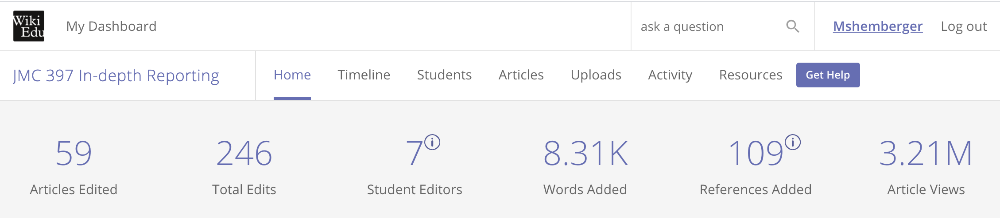 Wiki
Edu
My Dashboard
ask a question
Mshemberger
Log out
JMC 397 In-depth Reporting
Home
Timeline
Students
Articles
Uploads
Activity
Resources
Get Help
59
Articles Edited
246
Total Edits
7
Student Editors
8.31K
Words Added
109
References Added
3.21M
Article Views